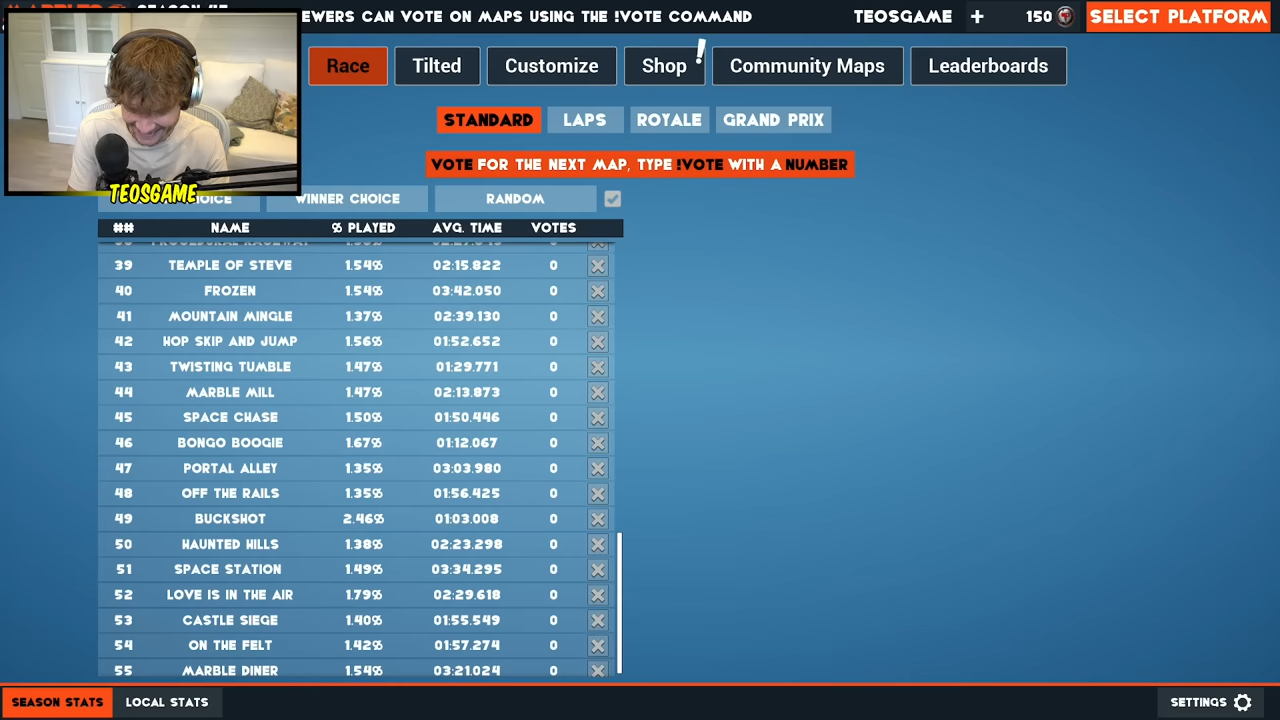 EWERS CAN VOTE ON MAPS USING THE !VOTE COMMAND
TEOSGAME + 150 SELECT PLATFORM
Race Tilted Customize Shop ! Community Maps Leaderboards
STANDARD LAPS ROYALE GRAND PRIX
VOTE FOR THE NEXT MAP, TYPE !VOTE WITH A NUMBER
TEOSGAME
WINNER CHOICE RANDOM
## NAME % PLAYED AVG. TIME VOTES
39 TEMPLE OF STEVE 1.54% 02:15.822 0
40 FROZEN 1.54% 03:42.050 0
41 MOUNTAIN MINGLE 1.37% 02:39.130 0
42 HOP SKIP AND JUMP 1.56% 01:52.652 0
43 TWISTING TUMBLE 1.47% 01:29.771 0
44 MARBLE MILL 1.47% 02:13.873 0
45 SPACE CHASE 1.50% 01:50.446 0
46 BONGO BOOGIE 1.67% 01:12.067 0
47 PORTAL ALLEY 1.35% 03:03.980 0
48 OFF THE RAILS 1.35% 01:56.425 0
49 BUCKSHOT 2.46% 01:03.008 0
50 HAUNTED HILLS 1.38% 02:23.298 0
51 SPACE STATION 1.49% 03:34.295 0
52 LOVE IS IN THE AIR 1.79% 02:29.618 0
53 CASTLE SIEGE 1.40% 01:55.549 0
54 ON THE FELT 1.42% 01:57.274 0
55 MARBLE DINER 1.54% 03:21.024 0
SEASON STATS LOCAL STATS SETTINGS